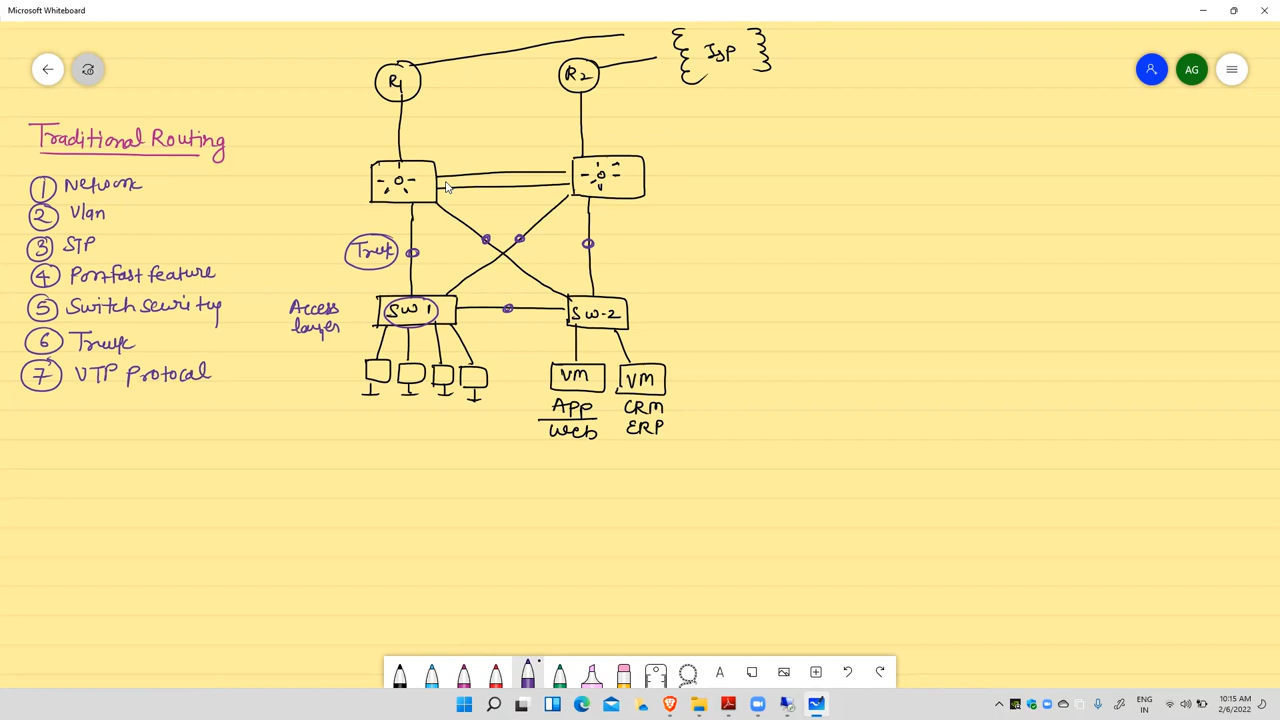 Microsoft Whiteboard
AG
R1
R2
ISP
Traditional Routing
1 Network
2 Vlan
3 STP
4 Portfast feature
5 Switch security
6 Trunk
7 VTP Protocal
Trunk
Access
layer
SW1
SW-2
VM
VM
App
Web
CRM
ERP
A
ENG
IN
10:15 AM
2/6/2022